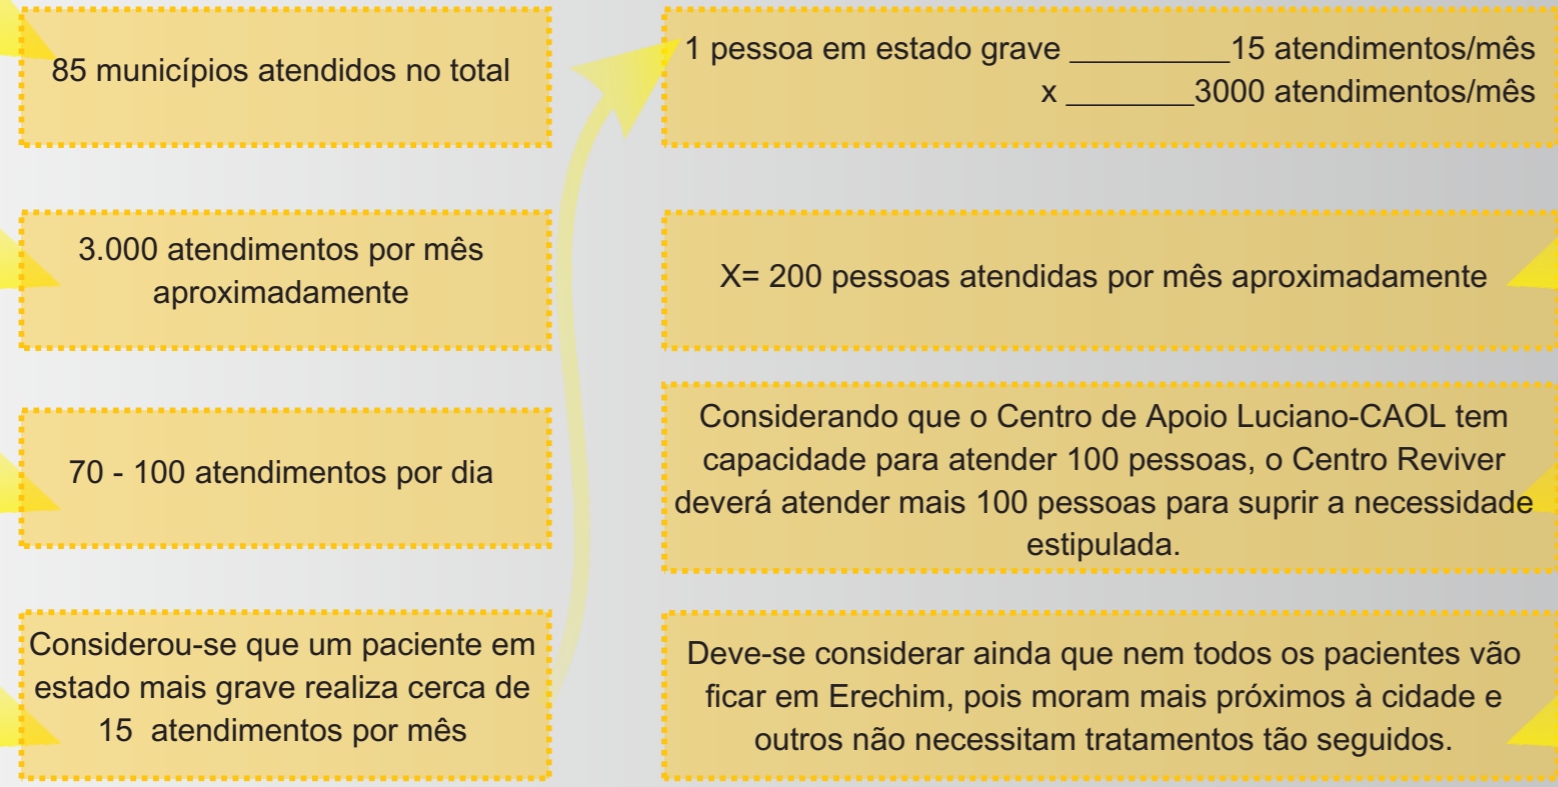 85 municípios atendidos no total
3.000 atendimentos por mês
aproximadamente
70 - 100 atendimentos por dia
Considerou-se que um paciente em
estado mais grave realiza cerca de
15 atendimentos por mês
1 pessoa em estado grave _________15 atendimentos/mês
x _______3000 atendimentos/mês
X= 200 pessoas atendidas por mês aproximadamente
Considerando que o Centro de Apoio Luciano-CAOL tem
capacidade para atender 100 pessoas, o Centro Reviver
deverá atender mais 100 pessoas para suprir a necessidade
estipulada.
Deve-se considerar ainda que nem todos os pacientes vão
ficar em Erechim, pois moram mais próximos à cidade e
outros não necessitam tratamentos tão seguidos.